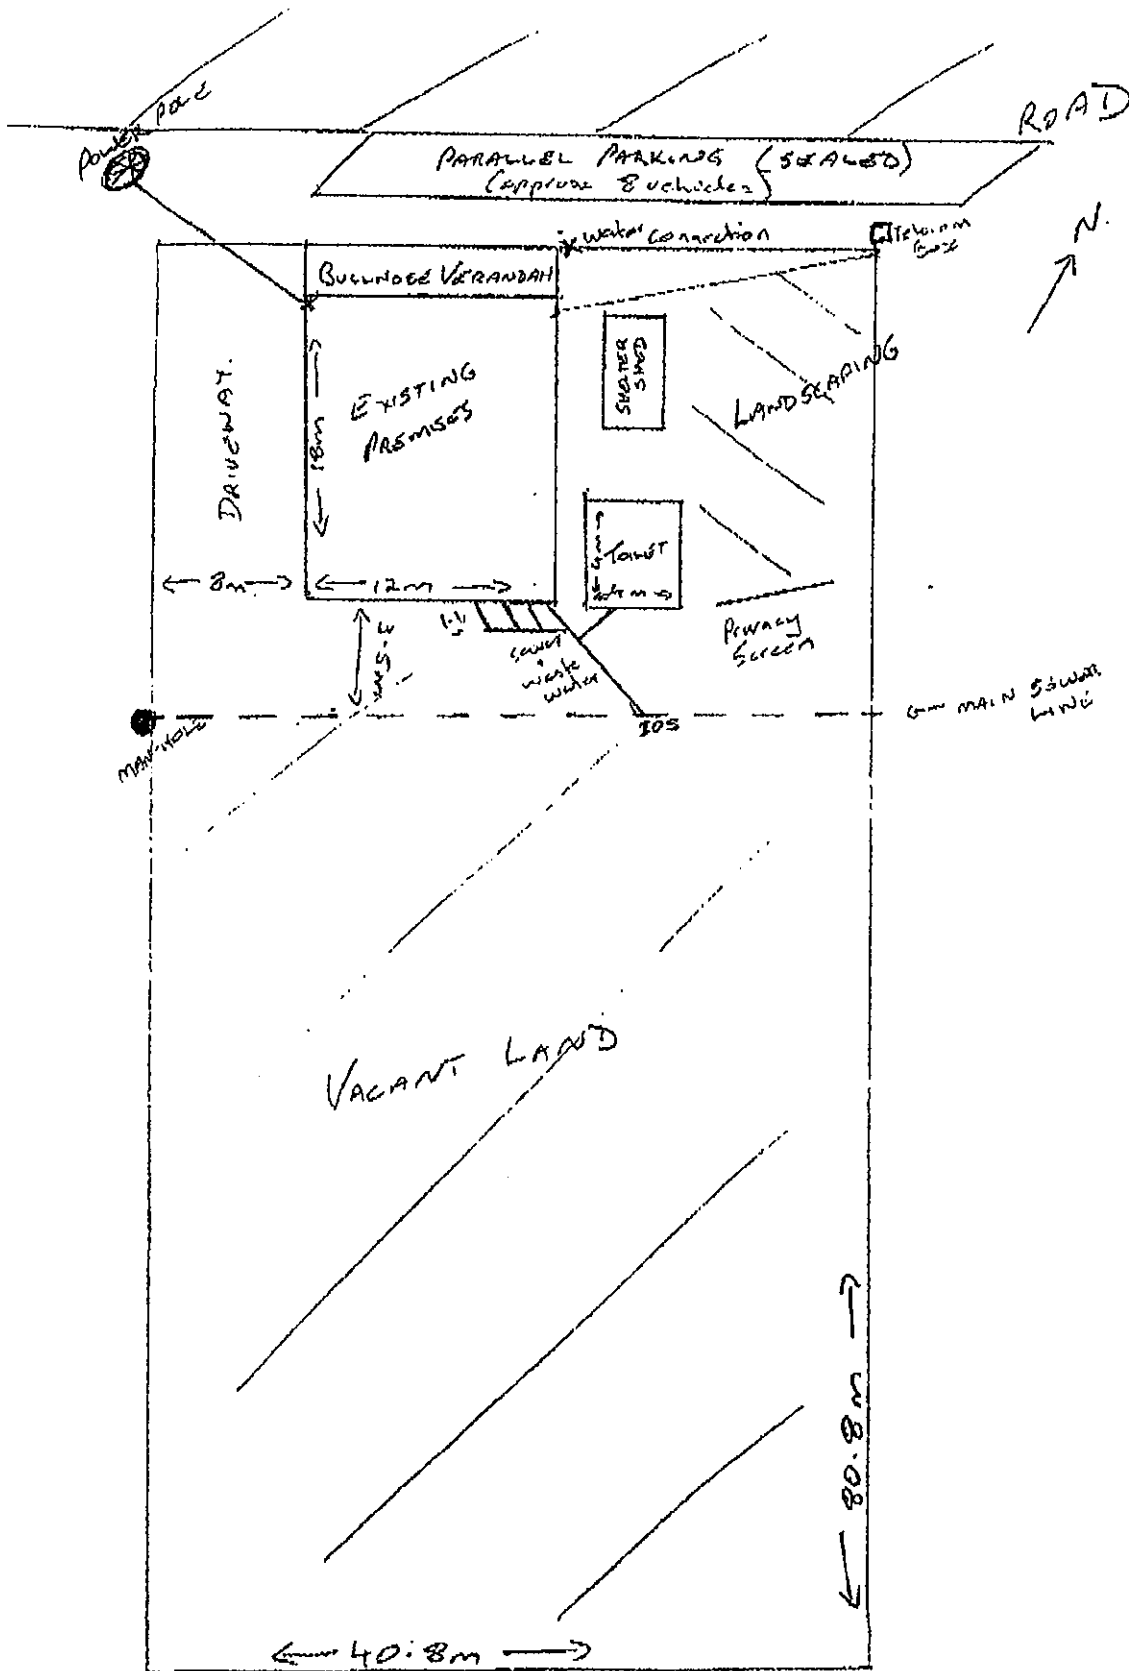 ROAD
Power Pole
PARALLEL PARKING (SEALED)
(approx 8 vehicles)
N.
Water Connection
Telecom
Box
BULLNOSE VERANDAH
DRIVEWAY.
18m
EXISTING
PREMISES
SHELTER
SHED
LANDSCAPING
TOILET
4m
4m
8m
12m
Privacy
Screen
sewer
+
waste
water
MAIN SEWER
LINE
MAN-HOLE
IOS
VACANT LAND
80.8m
40.8m